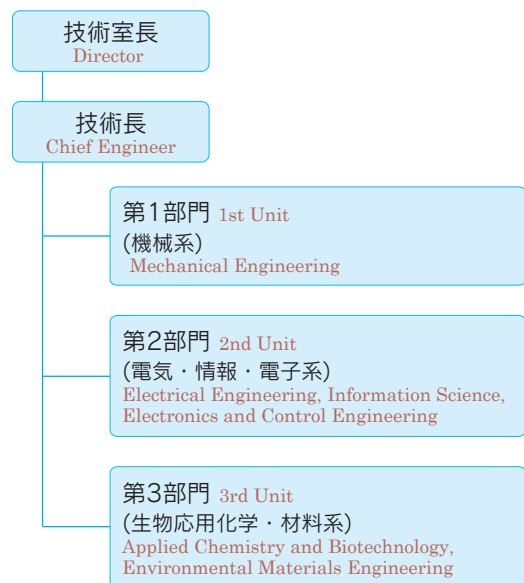 技術室長
Director
技術長
Chief Engineer
第1部門 1st Unit
(機械系)
Mechanical Engineering
第2部門 2nd Unit
(電気・情報・電子系)
Electrical Engineering, Information Science,
Electronics and Control Engineering
第3部門 3rd Unit
(生物応用化学・材料系)
Applied Chemistry and Biotechnology,
Environmental Materials Engineering